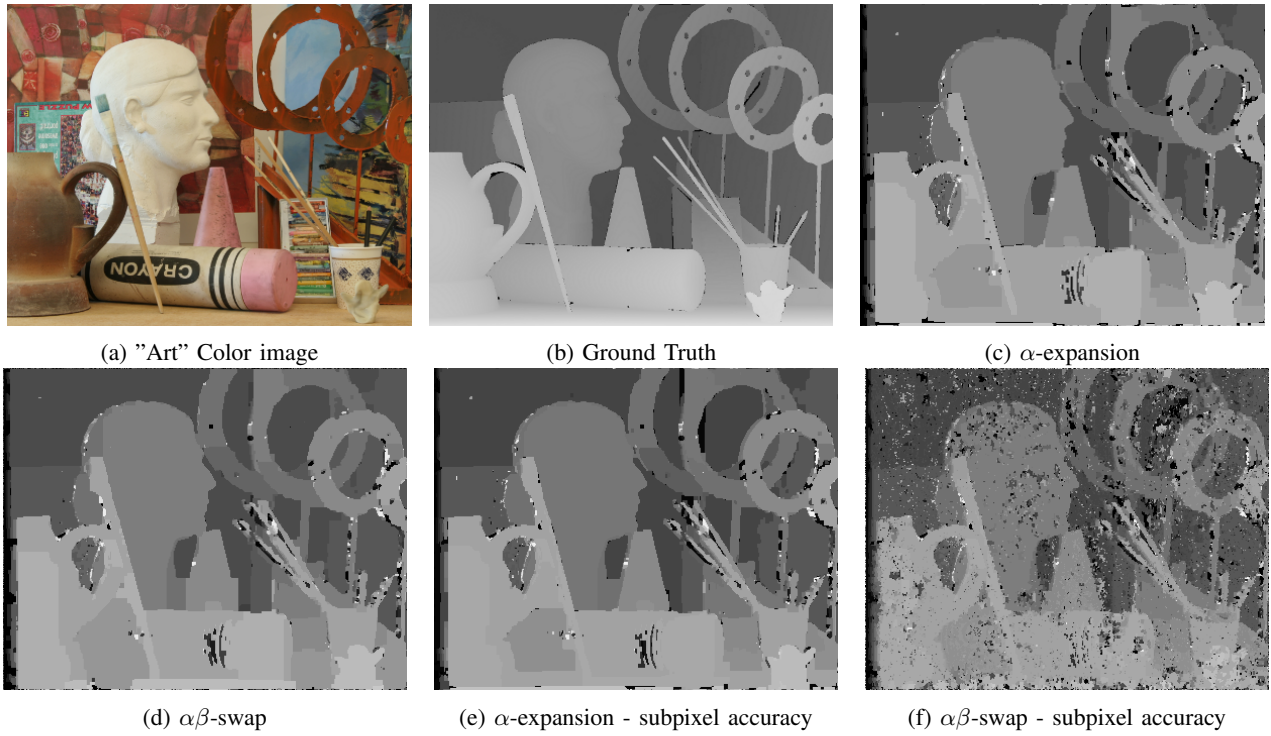 CRAYON
(a) ”Art” Color image
(b) Ground Truth
(c) α-expansion
(d) αβ-swap
(e) α-expansion - subpixel accuracy
(f) αβ-swap - subpixel accuracy